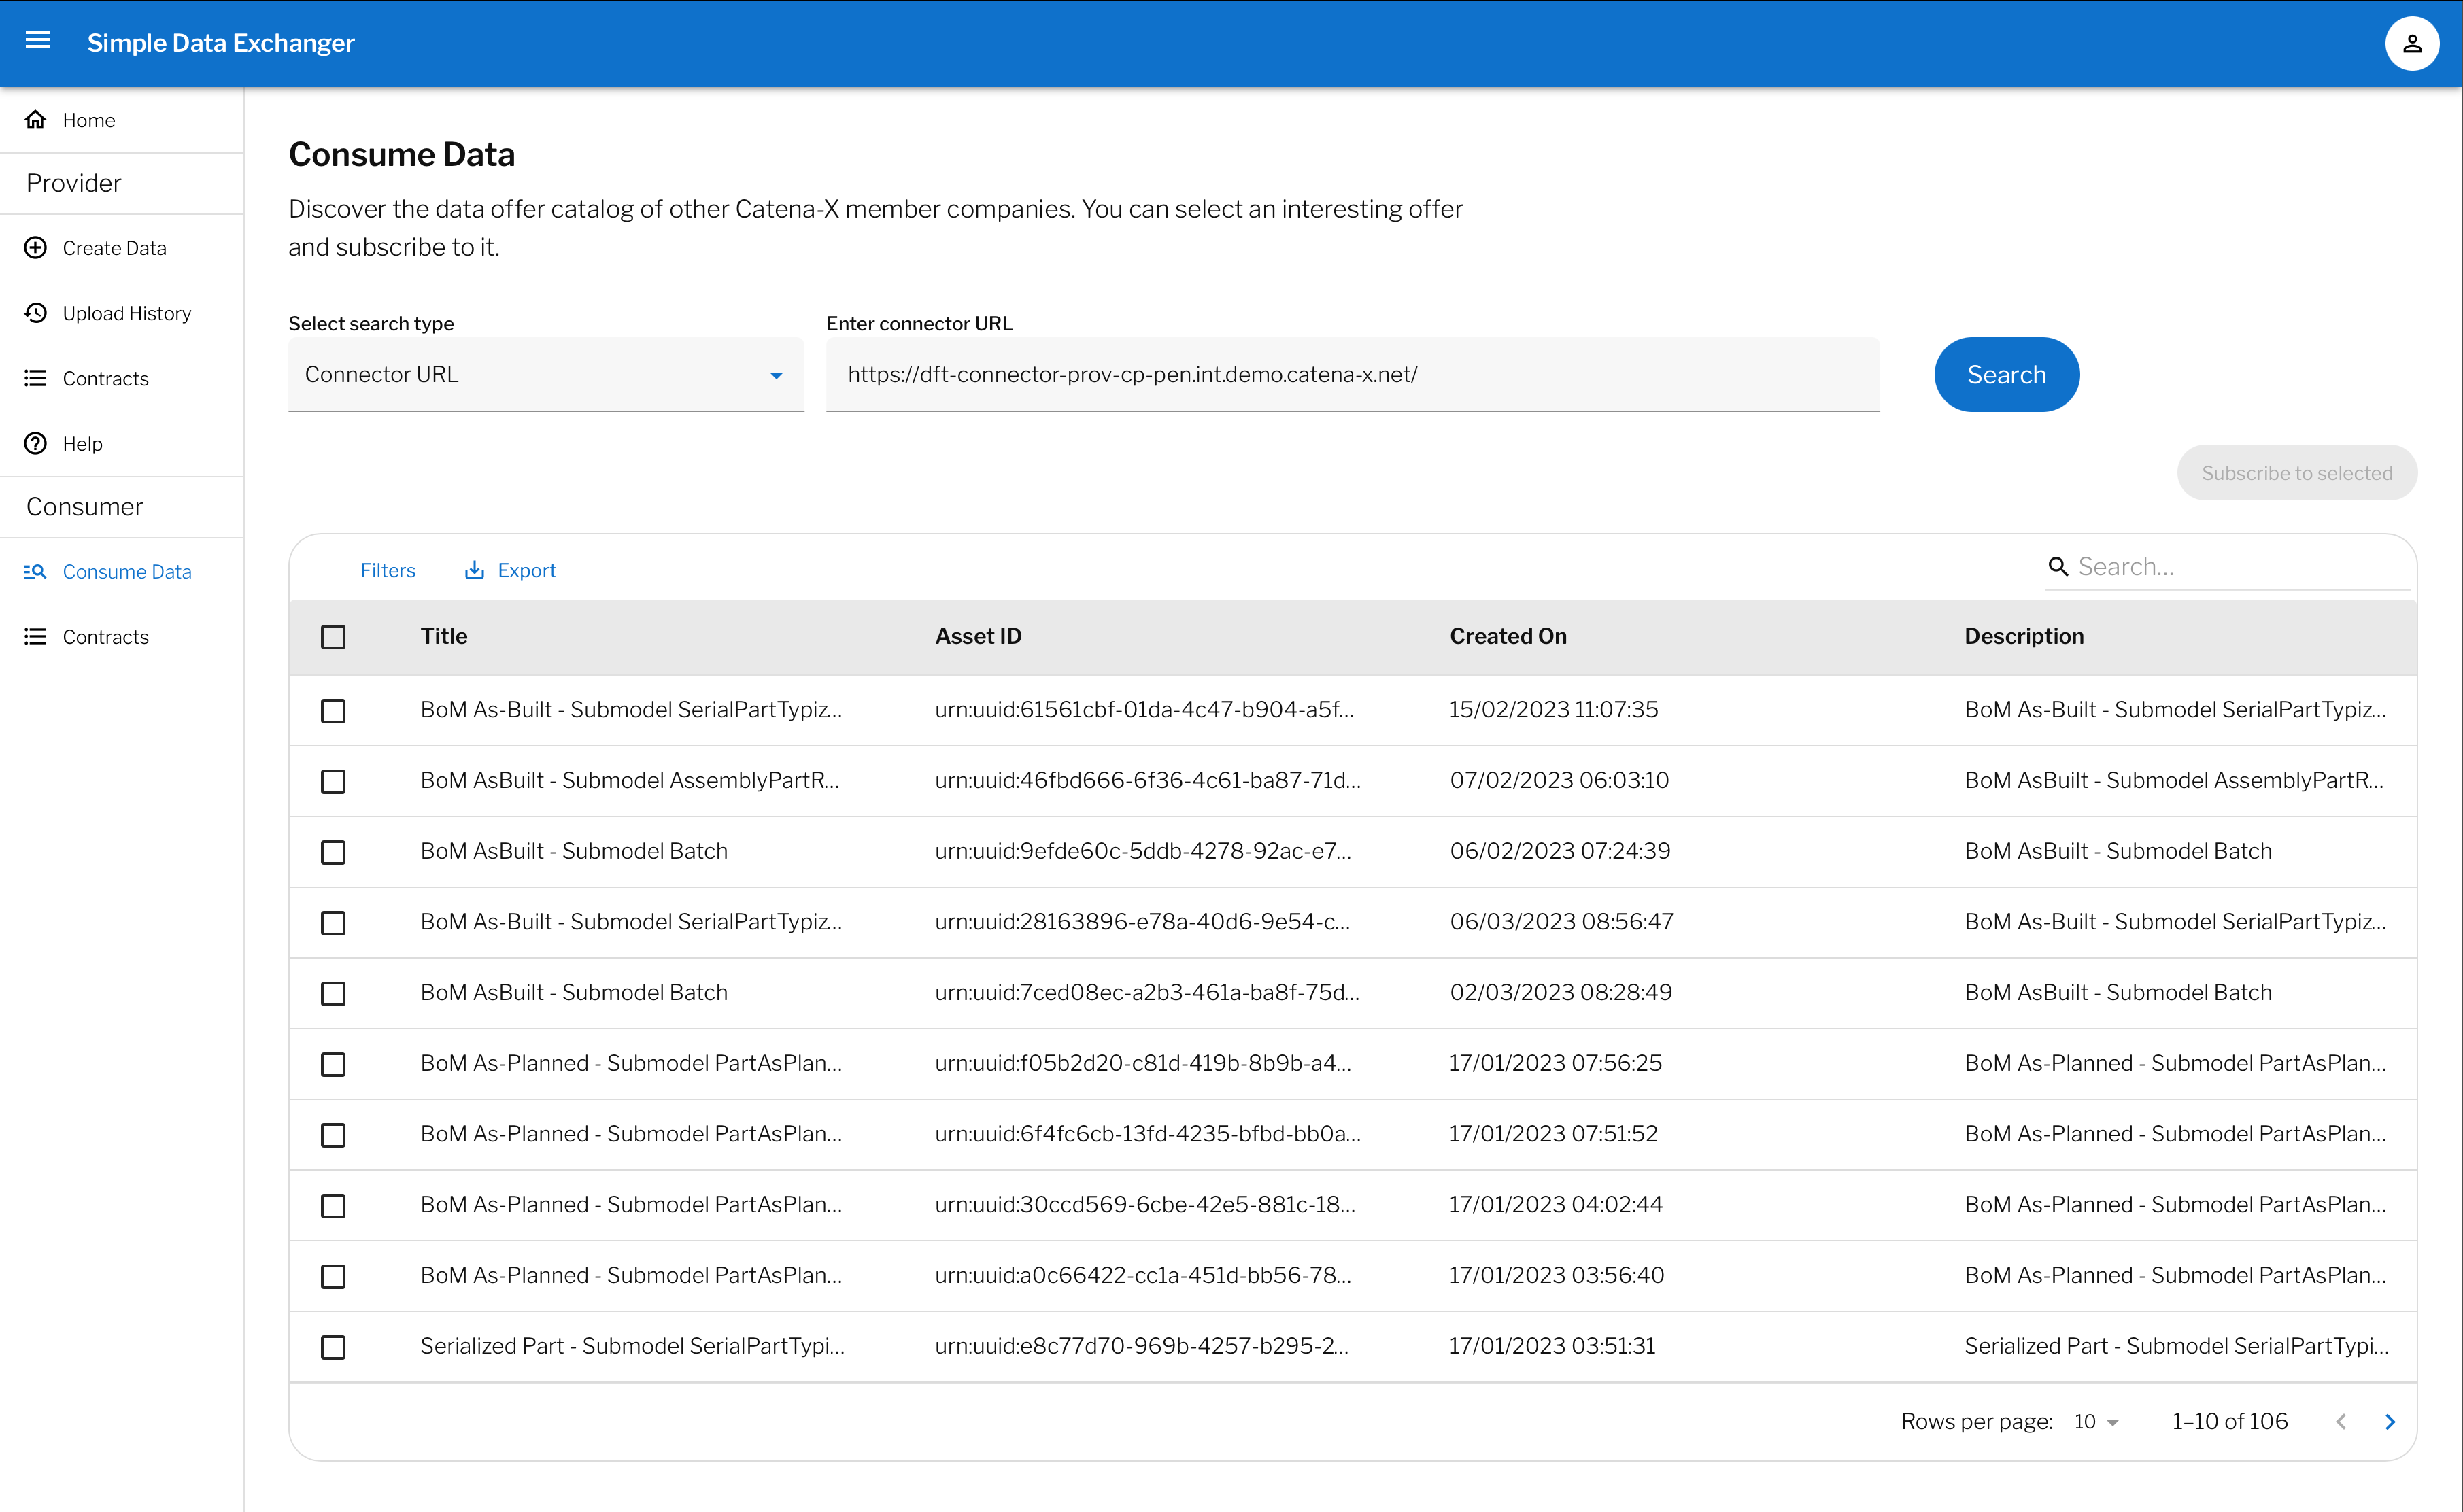 Simple Data Exchanger
Home
Provider
Create Data
Upload History
Contracts
Help
Consumer
Consume Data
Contracts
Consume Data
Discover the data offer catalog of other Catena-X member companies. You can select an interesting offer
and subscribe to it.
Select search type
Connector URL
Enter connector URL
https://dft-connector-prov-cp-pen.int.demo.catena-x.net/
Search
Subscribe to selected
Filters Export Search...
Title Asset ID Created On Description
BoM As-Built - Submodel SerialPartTypiz... urn:uuid:61561cbf-01da-4c47-b904-a5f... 15/02/2023 11:07:35 BoM As-Built - Submodel SerialPartTypiz...
BoM AsBuilt - Submodel AssemblyPartR... urn:uuid:46fbd666-6f36-4c61-ba87-71d... 07/02/2023 06:03:10 BoM AsBuilt - Submodel AssemblyPartR...
BoM AsBuilt - Submodel Batch urn:uuid:9efde60c-5ddb-4278-92ac-e7... 06/02/2023 07:24:39 BoM AsBuilt - Submodel Batch
BoM As-Built - Submodel SerialPartTypiz... urn:uuid:28163896-e78a-40d6-9e54-c... 06/03/2023 08:56:47 BoM As-Built - Submodel SerialPartTypiz...
BoM AsBuilt - Submodel Batch urn:uuid:7ced08ec-a2b3-461a-ba8f-75d... 02/03/2023 08:28:49 BoM AsBuilt - Submodel Batch
BoM As-Planned - Submodel PartAsPlan... urn:uuid:f05b2d20-c81d-419b-8b9b-a4... 17/01/2023 07:56:25 BoM As-Planned - Submodel PartAsPlan...
BoM As-Planned - Submodel PartAsPlan... urn:uuid:6f4fc6cb-13fd-4235-bfbd-bb0a... 17/01/2023 07:51:52 BoM As-Planned - Submodel PartAsPlan...
BoM As-Planned - Submodel PartAsPlan... urn:uuid:30ccd569-6cbe-42e5-881c-18... 17/01/2023 04:02:44 BoM As-Planned - Submodel PartAsPlan...
BoM As-Planned - Submodel PartAsPlan... urn:uuid:a0c66422-cc1a-451d-bb56-78... 17/01/2023 03:56:40 BoM As-Planned - Submodel PartAsPlan...
Serialized Part - Submodel SerialPartTypi... urn:uuid:e8c77d70-969b-4257-b295-2... 17/01/2023 03:51:31 Serialized Part - Submodel SerialPartTypi...
Rows per page: 10 1–10 of 106